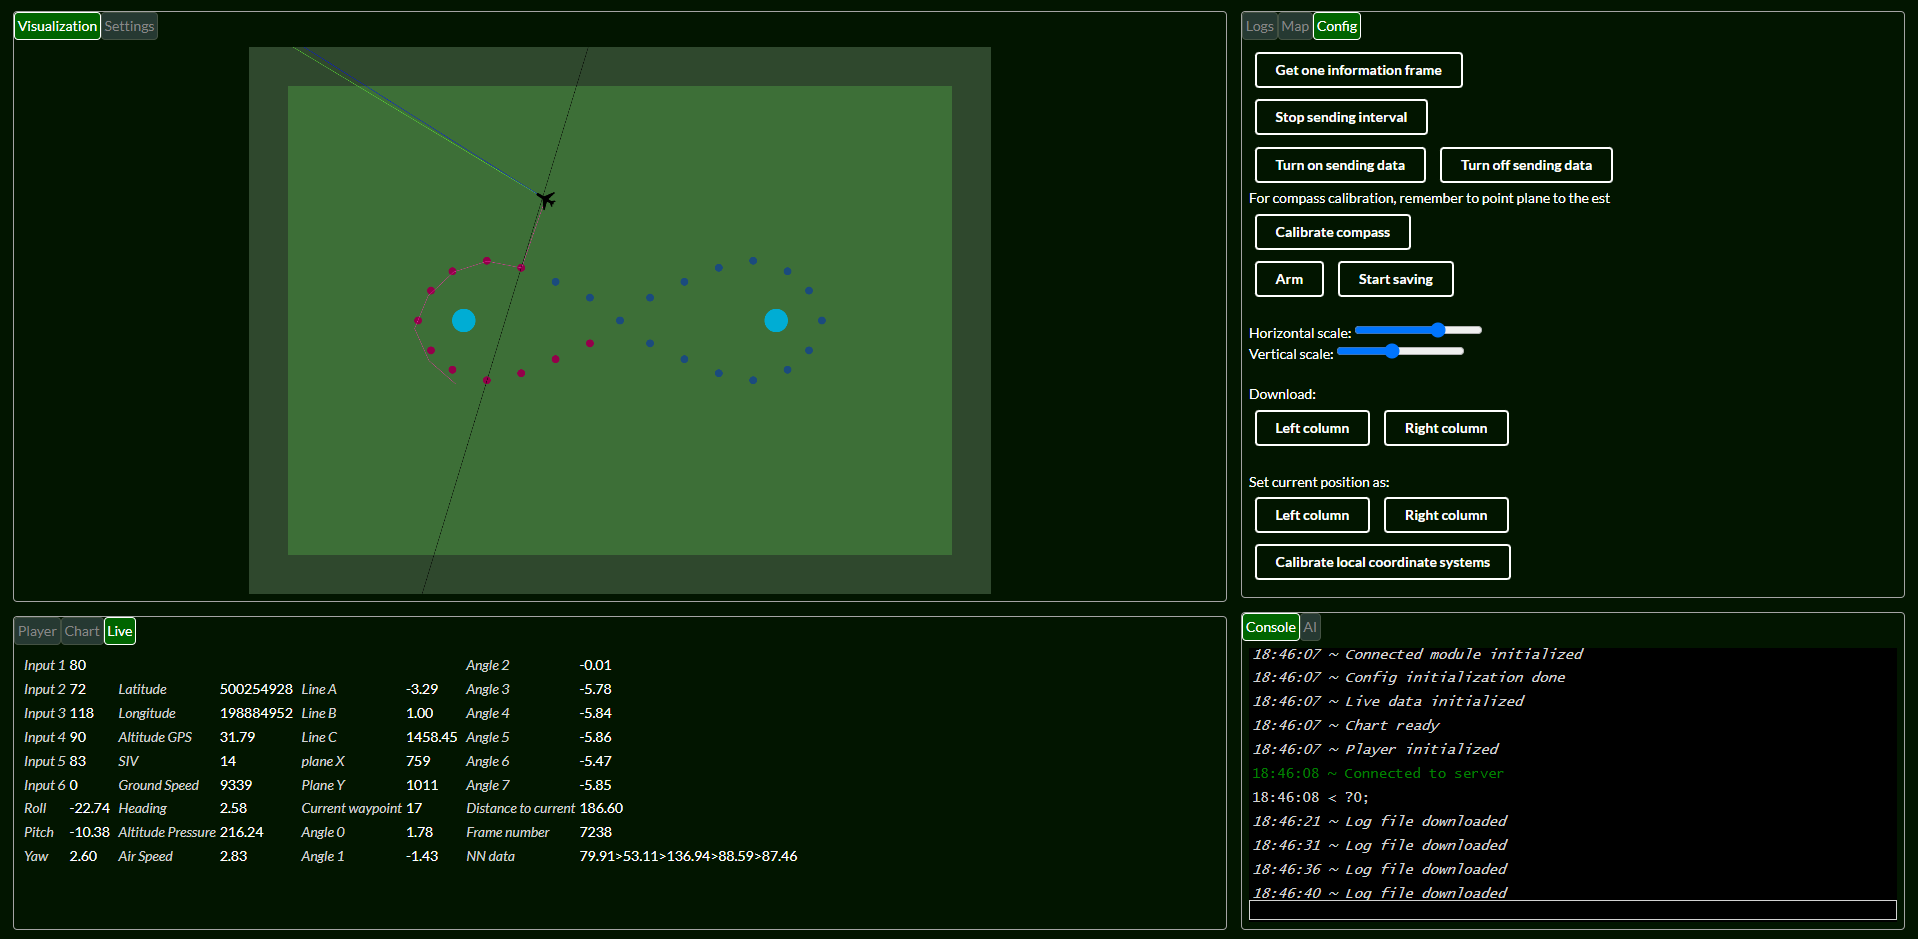 Visualization Settings
Logs Map Config
Get one information frame
Stop sending interval
Turn on sending data Turn off sending data
For compass calibration, remember to point plane to the est
Calibrate compass
Arm Start saving
Horizontal scale:
Vertical scale:
Download:
Left column Right column
Set current position as:
Left column Right column
Calibrate local coordinate systems
Player Chart Live
Input 1 80 Angle 2 -0.01
Input 2 72 Latitude 500254928 Line A -3.29 Angle 3 -5.78
Input 3 118 Longitude 198884952 Line B 1.00 Angle 4 -5.84
Input 4 90 Altitude GPS 31.79 Line C 1458.45 Angle 5 -5.86
Input 5 83 SIV 14 plane X 759 Angle 6 -5.47
Input 6 0 Ground Speed 9339 Plane Y 1011 Angle 7 -5.85
Roll -22.74 Heading 2.58 Current waypoint 17 Distance to current 186.60
Pitch -10.38 Altitude Pressure 216.24 Angle 0 1.78 Frame number 7238
Yaw 2.60 Air Speed 2.83 Angle 1 -1.43 NN data 79.91>53.11>136.94>88.59>87.46
Console AI
18:46:07 ~ Connected module initialized
18:46:07 ~ Config initialization done
18:46:07 ~ Live data initialized
18:46:07 ~ Chart ready
18:46:07 ~ Player initialized
18:46:08 ~ Connected to server
18:46:08 < ?0;
18:46:21 ~ Log file downloaded
18:46:31 ~ Log file downloaded
18:46:36 ~ Log file downloaded
18:46:40 ~ Log file downloaded